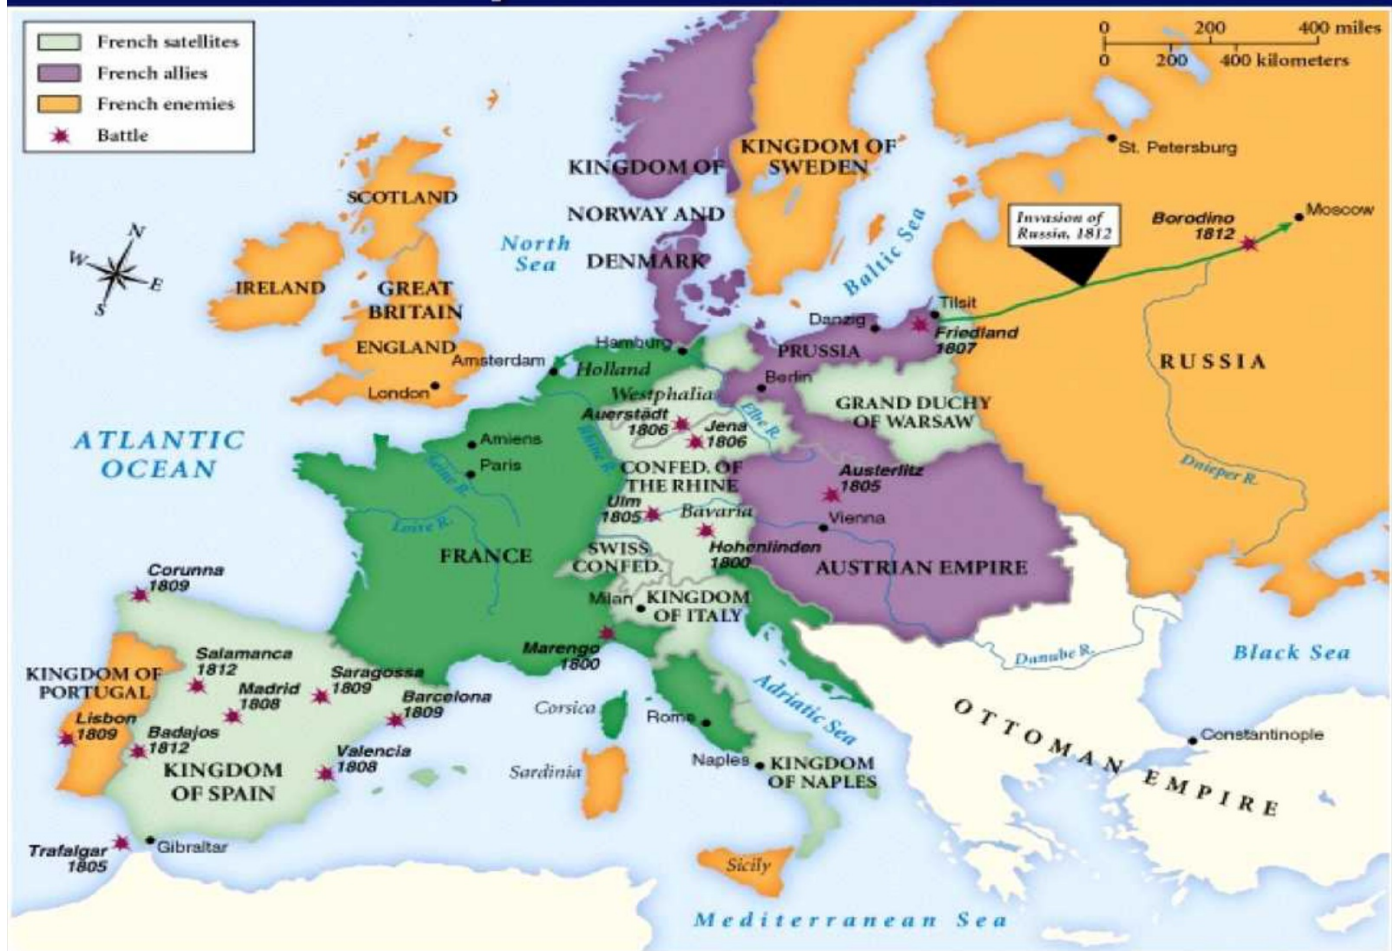 French satellites
French allies
French enemies
Battle
0 200 400 miles
0 200 400 kilometers
N
W
E
S
SCOTLAND
IRELAND
GREAT
BRITAIN
ENGLAND
London
North
Sea
KINGDOM OF
NORWAY AND
DENMARK
KINGDOM OF
SWEDEN
Baltic Sea
St. Petersburg
Invasion of
Russia, 1812
Borodino
1812
Moscow
RUSSIA
Dnieper R.
Tilsit
Friedland
1807
Danzig
PRUSSIA
Berlin
GRAND DUCHY
OF WARSAW
Hamburg
Amsterdam
Holland
Westphalia
Auerstädt
1806
Jena
1806
Elbe R.
Rhine R.
CONFED. OF
THE RHINE
Ulm
1805
Bavaria
Hohenlinden
1800
Austerlitz
1805
Vienna
AUSTRIAN EMPIRE
SWISS
CONFED.
Milan
KINGDOM
OF ITALY
ATLANTIC
OCEAN
Amiens
Paris
Seine R.
Loire R.
FRANCE
Marengo
1800
Corunna
1809
KINGDOM OF
PORTUGAL
Lisbon
1809
Salamanca
1812
Madrid
1808
Saragossa
1809
Barcelona
1809
Badajos
1812
Valencia
1808
KINGDOM
OF SPAIN
Trafalgar
1805
Gibraltar
Corsica
Sardinia
Rome
Naples
KINGDOM
OF NAPLES
Adriatic Sea
Sicily
Danube R.
Black Sea
Constantinople
OTTOMAN EMPIRE
Mediterranean Sea